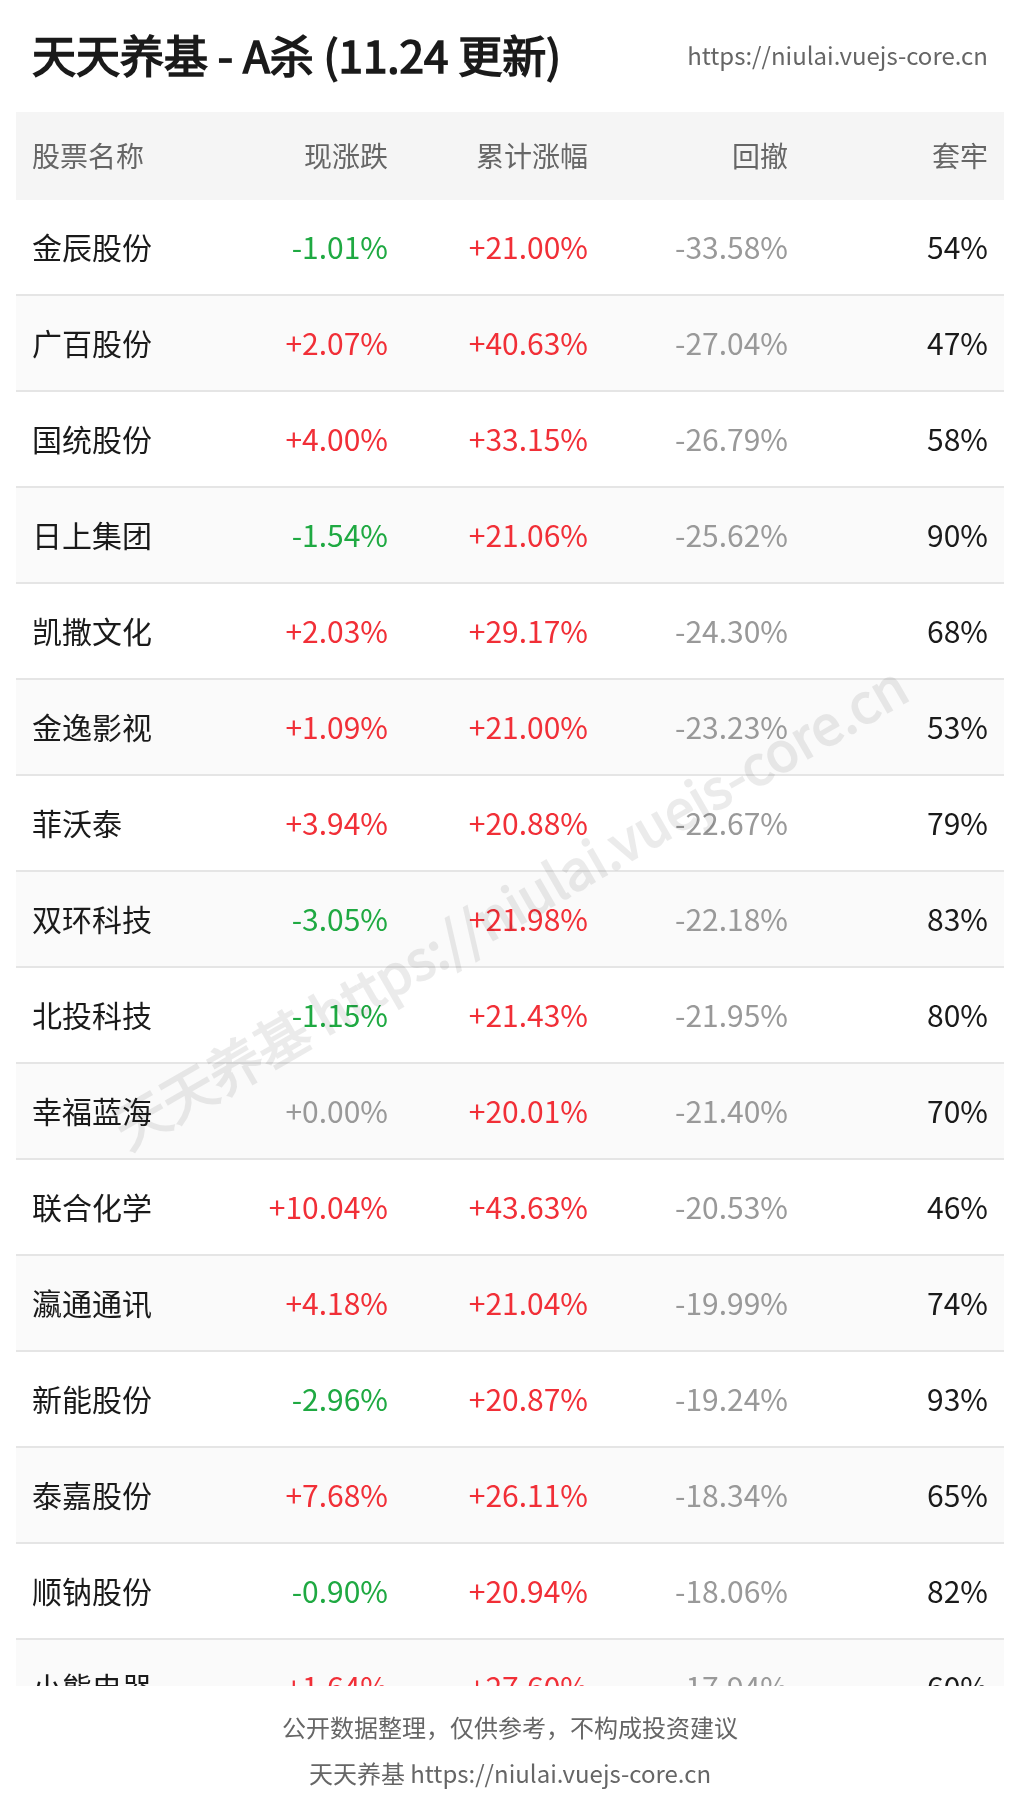 天天养基 - A杀 (11.24 更新) https://niulai.vuejs-core.cn
股票名称 现涨跌 累计涨幅 回撤 套牢
金辰股份 -1.01% +21.00% -33.58% 54%
广百股份 +2.07% +40.63% -27.04% 47%
国统股份 +4.00% +33.15% -26.79% 58%
日上集团 -1.54% +21.06% -25.62% 90%
凯撒文化 +2.03% +29.17% -24.30% 68%
金逸影视 +1.09% +21.00% -23.23% 53%
菲沃泰 +3.94% +20.88% -22.67% 79%
双环科技 -3.05% +21.98% -22.18% 83%
北投科技 -1.15% +21.43% -21.95% 80%
幸福蓝海 +0.00% +20.01% -21.40% 70%
联合化学 +10.04% +43.63% -20.53% 46%
瀛通通讯 +4.18% +21.04% -19.99% 74%
新能股份 -2.96% +20.87% -19.24% 93%
泰嘉股份 +7.68% +26.11% -18.34% 65%
顺钠股份 -0.90% +20.94% -18.06% 82%
小熊电器 +1.64% +27.60% -17.94% 60%
公开数据整理，仅供参考，不构成投资建议
天天养基 https://niulai.vuejs-core.cn
天天养基 https://niulai.vuejs-core.cn